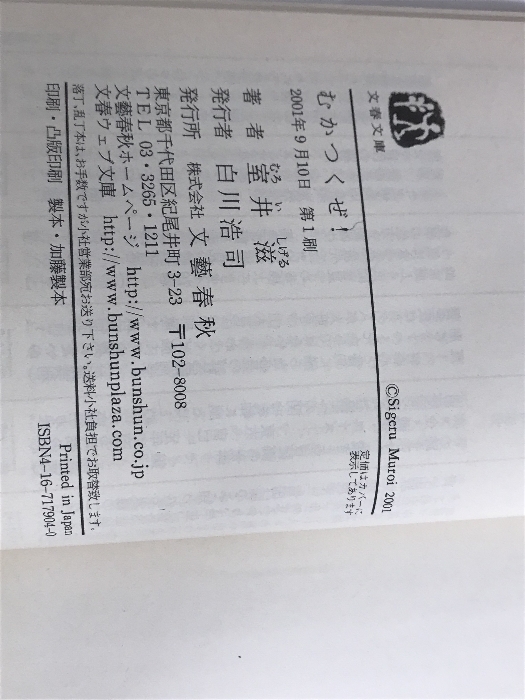 文春文庫
©Sigeru Muroi 2001
むかつくぜ!
定価はカバーに
表示してあります
2001年9月10日 第1刷
著者 室井 滋
むろ い しげる
発行者 白川浩司
発行所 株式会社 文藝春秋
東京都千代田区紀尾井町3-23 〒102-8008
TEL 03・3265・1211
文藝春秋ホームページ http://www.bunshun.co.jp
文春ウェブ文庫 http://www.bunshunplaza.com
落丁、乱丁本は、お手数ですが小社営業部宛お送り下さい。送料小社負担でお取替致します。
印刷・凸版印刷 製本・加藤製本
Printed in Japan
ISBN4-16-717904-0